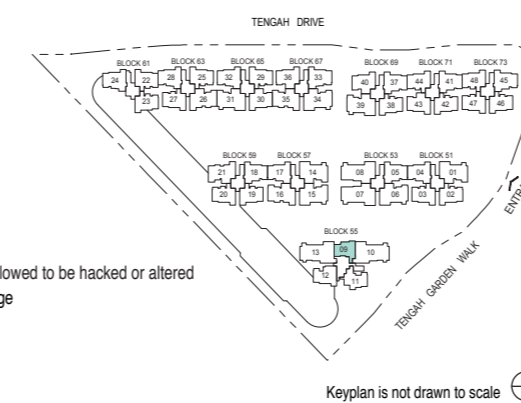 TENGAH DRIVE
BLOCK 61 BLOCK 63 BLOCK 65 BLOCK 67 BLOCK 69 BLOCK 71 BLOCK 73
24 22 28 25 32 29 36 33 40 37 44 41 48 45
23 27 26 31 30 35 34 39 38 43 42 47 46
BLOCK 59 BLOCK 57 BLOCK 53 BLOCK 51
21 18 17 14 08 05 04 01
20 19 16 15 07 06 03 02
BLOCK 55
13 09 10
12 11
TENGAH GARDEN WALK
lowed to be hacked or altered
ge
Keyplan is not drawn to scale